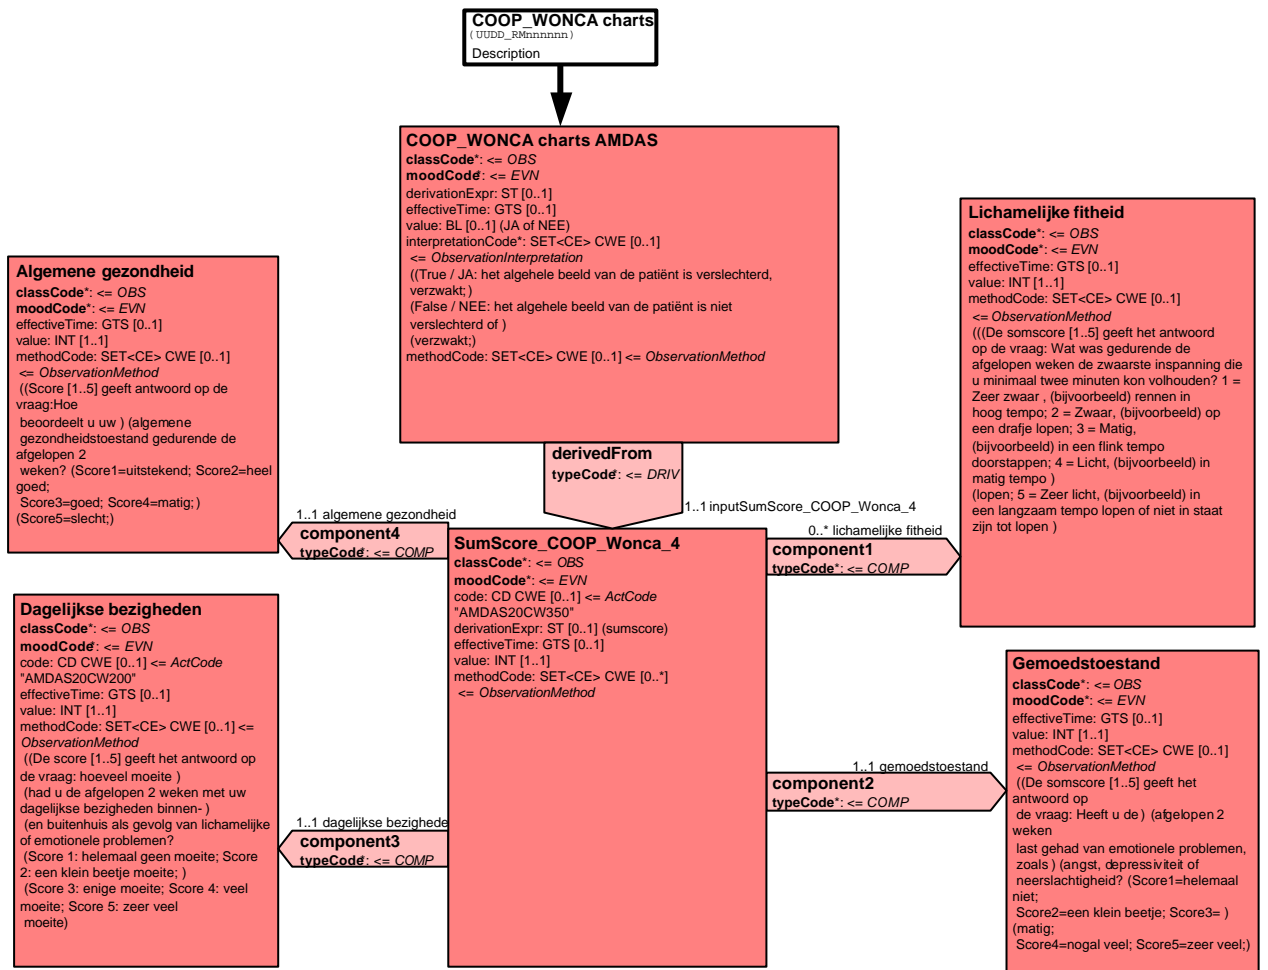 COOP_WONCA charts
(UUDD_RMnnnnnn)
Description
COOP_WONCA charts AMDAS
classCode*: <= OBS
moodCode*: <= EVN
derivationExpr: ST [0..1]
effectiveTime: GTS [0..1]
value: BL [0..1] (JA of NEE)
interpretationCode*: SET<CE> CWE [0..1]
<= ObservationInterpretation
((True / JA: het algehele beeld van de patiënt is verslechterd,
verzwakt;)
(False / NEE: het algehele beeld van de patiënt is niet
verslechterd of )
(verzwakt;)
methodCode: SET<CE> CWE [0..1] <= ObservationMethod
Lichamelijke fitheid
classCode*: <= OBS
moodCode*: <= EVN
effectiveTime: GTS [0..1]
value: INT [1..1]
methodCode: SET<CE> CWE [0..1]
<= ObservationMethod
(((De somscore [1..5] geeft het antwoord
op de vraag: Wat was gedurende de
afgelopen weken de zwaarste inspanning die
u minimaal twee minuten kon volhouden? 1 =
Zeer zwaar , (bijvoorbeeld) rennen in
hoog tempo; 2 = Zwaar, (bijvoorbeeld) op
een drafje lopen; 3 = Matig,
(bijvoorbeeld) in een flink tempo
doorstappen; 4 = Licht, (bijvoorbeeld) in
matig tempo )
(lopen; 5 = Zeer licht, (bijvoorbeeld) in
een langzaam tempo lopen of niet in staat
zijn tot lopen )
Algemene gezondheid
classCode*: <= OBS
moodCode*: <= EVN
effectiveTime: GTS [0..1]
value: INT [1..1]
methodCode: SET<CE> CWE [0..1]
<= ObservationMethod
((Score [1..5] geeft antwoord op de
vraag:Hoe
beoordeelt u uw ) (algemene
gezondheidstoestand gedurende de
afgelopen 2
weken? (Score1=uitstekend; Score2=heel
goed;
Score3=goed; Score4=matig; )
(Score5=slecht;)
derivedFrom
typeCode*: <= DRIV
1..1 inputSumScore_COOP_Wonca_4
1..1 algemene gezondheid
component4
typeCode*: <= COMP
0..* lichamelijke fitheid
component1
typeCode*: <= COMP
SumScore_COOP_Wonca_4
classCode*: <= OBS
moodCode*: <= EVN
code: CD CWE [0..1] <= ActCode
"AMDAS20CW350"
derivationExpr: ST [0..1] (sumscore)
effectiveTime: GTS [0..1]
value: INT [1..1]
methodCode: SET<CE> CWE [0..*]
<= ObservationMethod
Dagelijkse bezigheden
classCode*: <= OBS
moodCode*: <= EVN
code: CD CWE [0..1] <= ActCode
"AMDAS20CW200"
effectiveTime: GTS [0..1]
value: INT [1..1]
methodCode: SET<CE> CWE [0..1] <=
ObservationMethod
((De score [1..5] geeft het antwoord op
de vraag: hoeveel moeite )
(had u de afgelopen 2 weken met uw
dagelijkse bezigheden binnen- )
(en buitenhuis als gevolg van lichamelijke
of emotionele problemen?
(Score 1: helemaal geen moeite; Score
2: een klein beetje moeite; )
(Score 3: enige moeite; Score 4: veel
moeite; Score 5: zeer veel
moeite)
1..1 dagelijkse bezighede
component3
typeCode*: <= COMP
1..1 gemoedstoestand
component2
typeCode*: <= COMP
Gemoedstoestand
classCode*: <= OBS
moodCode*: <= EVN
effectiveTime: GTS [0..1]
value: INT [1..1]
methodCode: SET<CE> CWE [0..1]
<= ObservationMethod
((De somscore [1..5] geeft het
antwoord op
de vraag: Heeft u de ) (afgelopen 2
weken
last gehad van emotionele problemen,
zoals ) (angst, depressiviteit of
neerslachtigheid? (Score1=helemaal
niet;
Score2=een klein beetje; Score3= )
(matig;
Score4=nogal veel; Score5=zeer veel;)